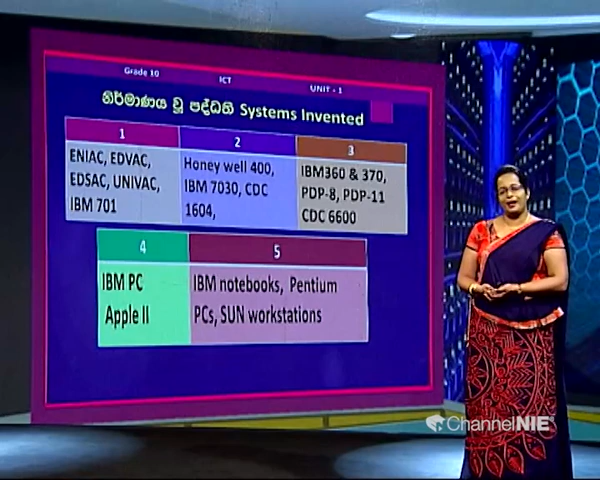 Grade 10 ICT UNIT - 1
නිර්මාණය වූ පද්ධති Systems Invented
1 2 3
ENIAC, EDVAC,
EDSAC, UNIVAC,
IBM 701
Honey well 400,
IBM 7030, CDC
1604,
IBM360 & 370,
PDP-8, PDP-11
CDC 6600
4 5
IBM PC
Apple II
IBM notebooks, Pentium
PCs, SUN workstations
ChannelNIE